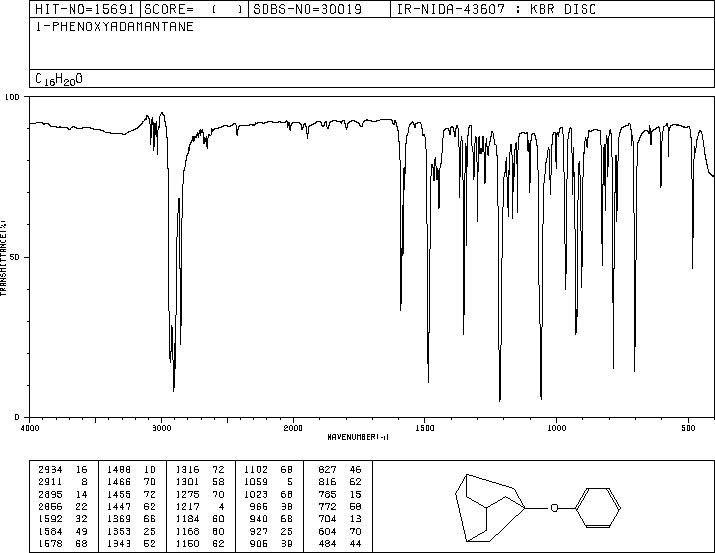 HIT-NO=15691 SCORE= ( ) SDBS-NO=30019 IR-NIDA-43607 : KBR DISC
1-PHENOXYADAMANTANE
C16H20O
100
50
0
TRANSMITTANCE(%)
4000 3000 2000 1500 1000 500
WAVENUMBER(-1)
2934 16 1488 10 1316 72 1102 68 827 46
2911 8 1466 70 1301 58 1059 5 816 62
2895 14 1455 72 1275 70 1023 68 785 15
2856 22 1447 62 1217 4 966 38 772 58
1592 32 1369 66 1184 60 940 68 704 13
1584 49 1353 25 1168 60 927 25 604 70
1578 68 1343 52 1150 62 906 39 484 44
O